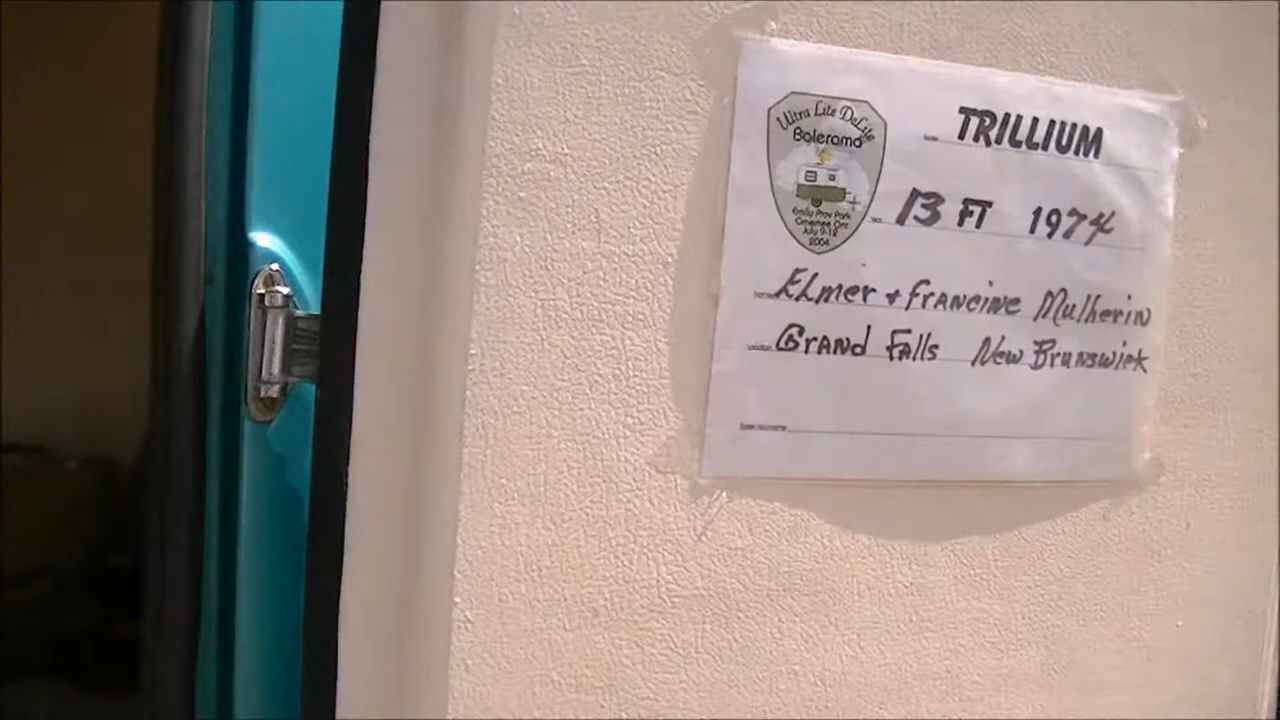 Ultra Lite DeLite
Bolerama
Emily Prov Park
Omemee Ont
July 9-12
2004
TRILLIUM
13 FT 1974
Elmer + Francine Mulherin
Grand Falls New Brunswick